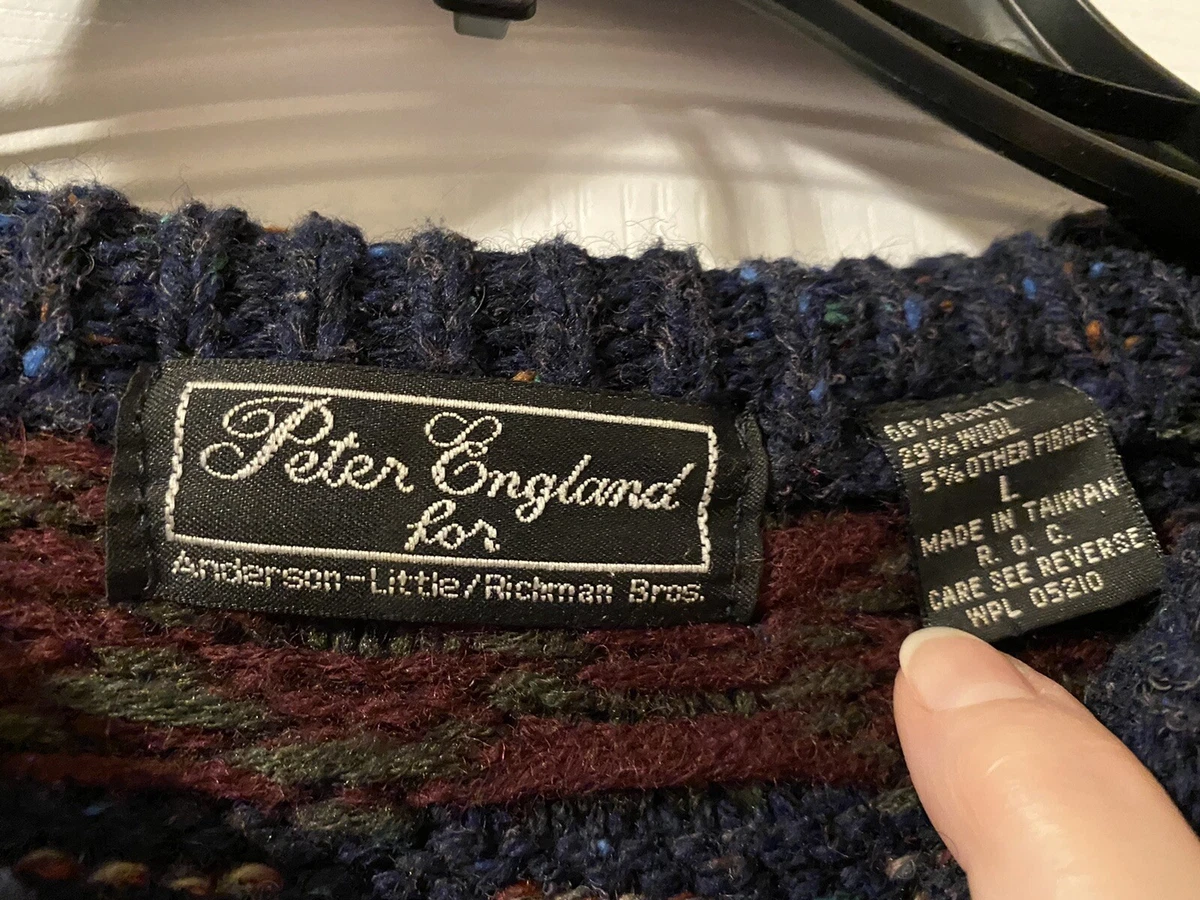 Peter England
for
Anderson-Little/Richman Bros.
66%ACRYLIC
29%WOOL
5%OTHER FIBRES
L
MADE IN TAIWAN
R. O. C.
CARE SEE REVERSE
WPL 05210